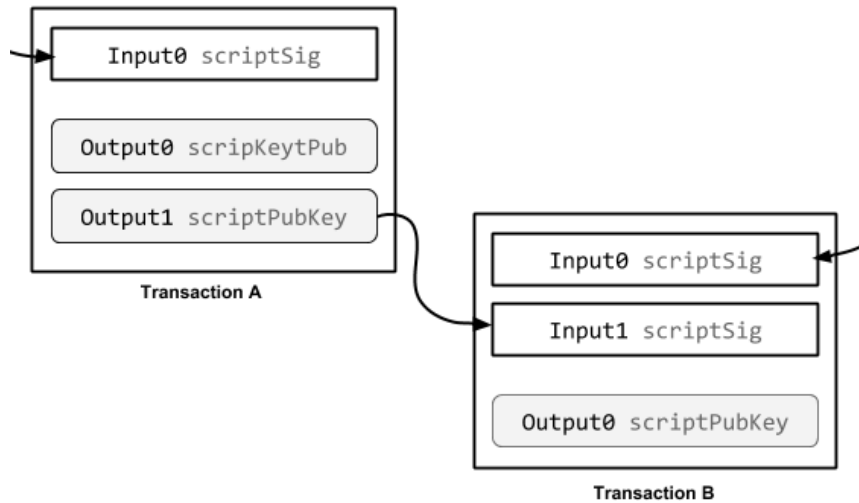 Input0 scriptSig
Output0 scripKeytPub
Output1 scriptPubKey
Transaction A
Input0 scriptSig
Input1 scriptSig
Output0 scriptPubKey
Transaction B